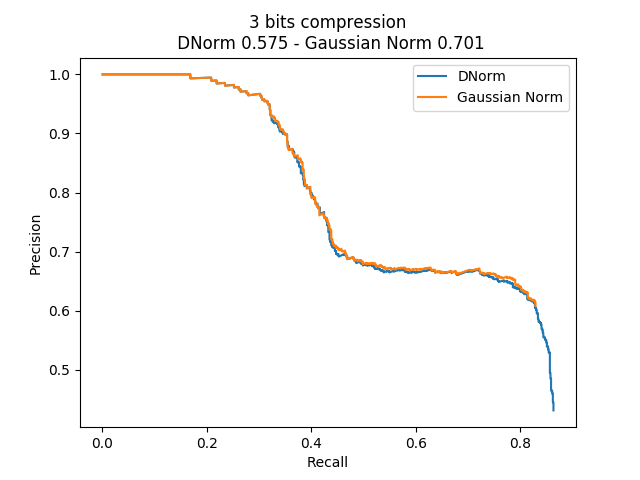 3 bits compression
DNorm 0.575 - Gaussian Norm 0.701
DNorm
Gaussian Norm
Precision
1.0
0.9
0.8
0.7
0.6
0.5
0.0
0.2
0.4
0.6
0.8
Recall